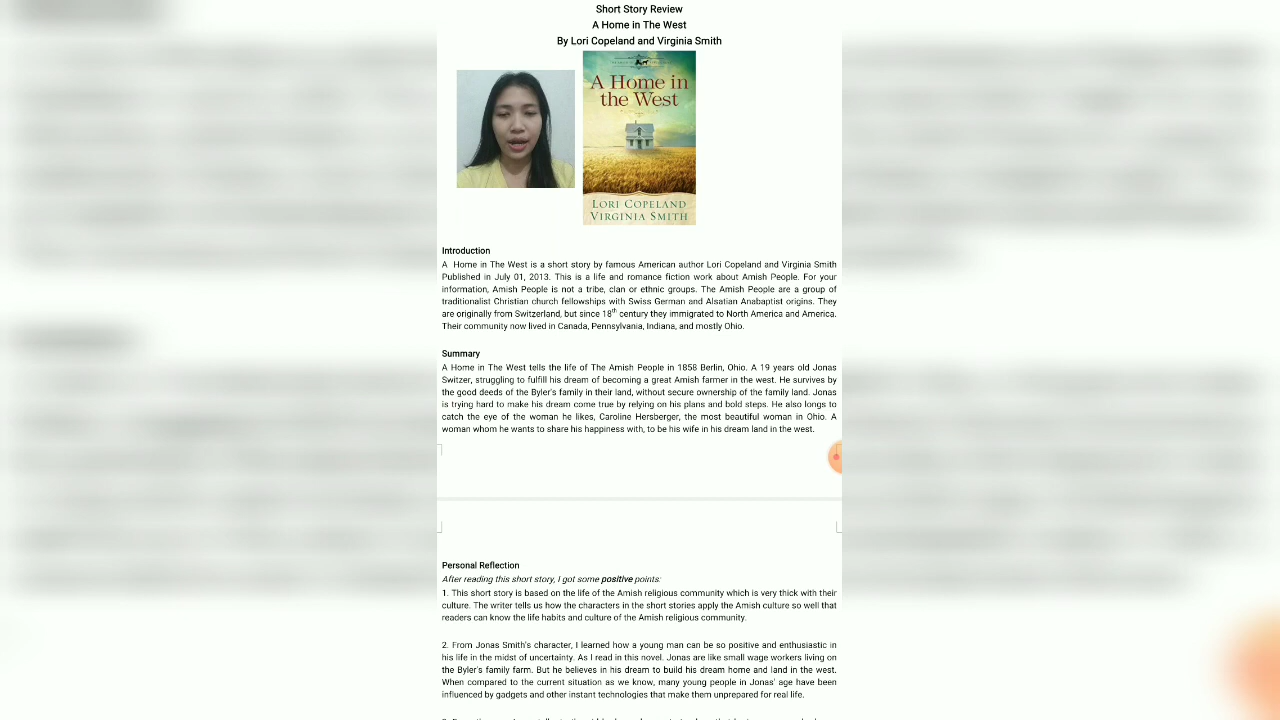 Short Story Review
A Home in The West
By Lori Copeland and Virginia Smith
A Home in
the West
LORI COPELAND
VIRGINIA SMITH
Introduction
A Home in The West is a short story by famous American author Lori Copeland and Virginia Smith
Published in July 01, 2013. This is a life and romance fiction work about Amish People. For your
information, Amish People is not a tribe, clan or ethnic groups. The Amish People are a group of
traditionalist Christian church fellowships with Swiss German and Alsatian Anabaptist origins. They
are originally from Switzerland, but since 18th century they immigrated to North America and America.
Their community now lived in Canada, Pennsylvania, Indiana, and mostly Ohio.
Summary
A Home in The West tells the life of The Amish People in 1858 Berlin, Ohio. A 19 years old Jonas
Switzer, struggling to fulfill his dream of becoming a great Amish farmer in the west. He survives by
the good deeds of the Byler's family in their land, without secure ownership of the family land. Jonas
is trying hard to make his dream come true by relying on his plans and bold steps. He also longs to
catch the eye of the woman he likes, Caroline Hersberger, the most beautiful woman in Ohio. A
woman whom he wants to share his happiness with, to be his wife in his dream land in the west.
Personal Reflection
After reading this short story, I got some positive points:
1. This short story is based on the life of the Amish religious community which is very thick with their
culture. The writer tells us how the characters in the short stories apply the Amish culture so well that
readers can know the life habits and culture of the Amish religious community.
2. From Jonas Smith's character, I learned how a young man can be so positive and enthusiastic in
his life in the midst of uncertainty. As I read in this novel. Jonas are like small wage workers living on
the Byler's family farm. But he believes in his dream to build his dream home and land in the west.
When compared to the current situation as we know, many young people in Jonas' age have been
influenced by gadgets and other instant technologies that make them unprepared for real life.